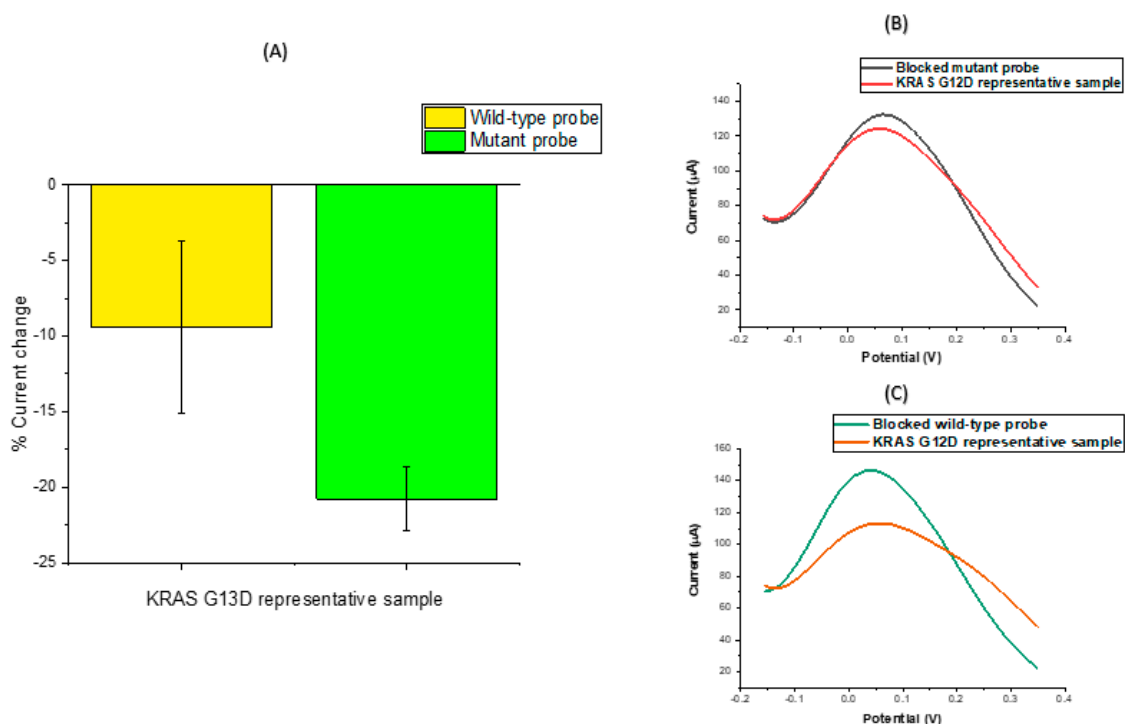 (A)
Wild-type probe
Mutant probe
0
-5
-10
-15
-20
-25
% Current change
KRAS G13D representative sample
(B)
Blocked mutant probe
KRAS G12D representative sample
140
120
100
80
60
40
20
Current (µA)
-0.2 -0.1 0.0 0.1 0.2 0.3 0.4
Potential (V)
(C)
Blocked wild-type probe
KRAS G12D representative sample
160
140
120
100
80
60
40
20
Current (µA)
-0.2 -0.1 0.0 0.1 0.2 0.3 0.4
Potential (V)